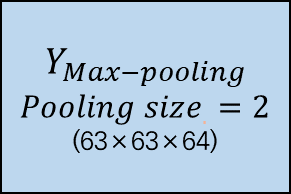 Y_Max-pooling
Pooling size = 2
(63×63×64)